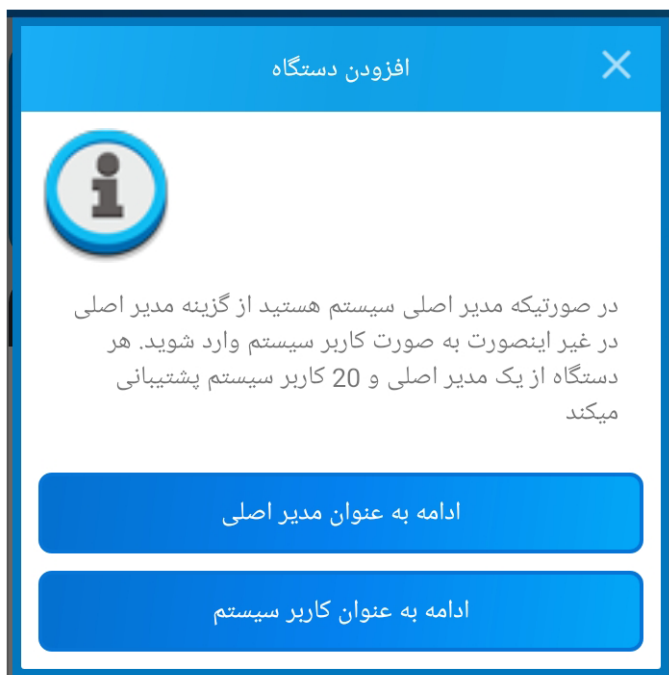 افزودن دستگاه
در صورتیکه مدیر اصلی سیستم هستید از گزینه مدیر اصلی
در غیر اینصورت به صورت کاربر سیستم وارد شوید. هر
دستگاه از یک مدیر اصلی و 20 کاربر سیستم پشتیبانی
میکند
ادامه به عنوان مدیر اصلی
ادامه به عنوان کاربر سیستم